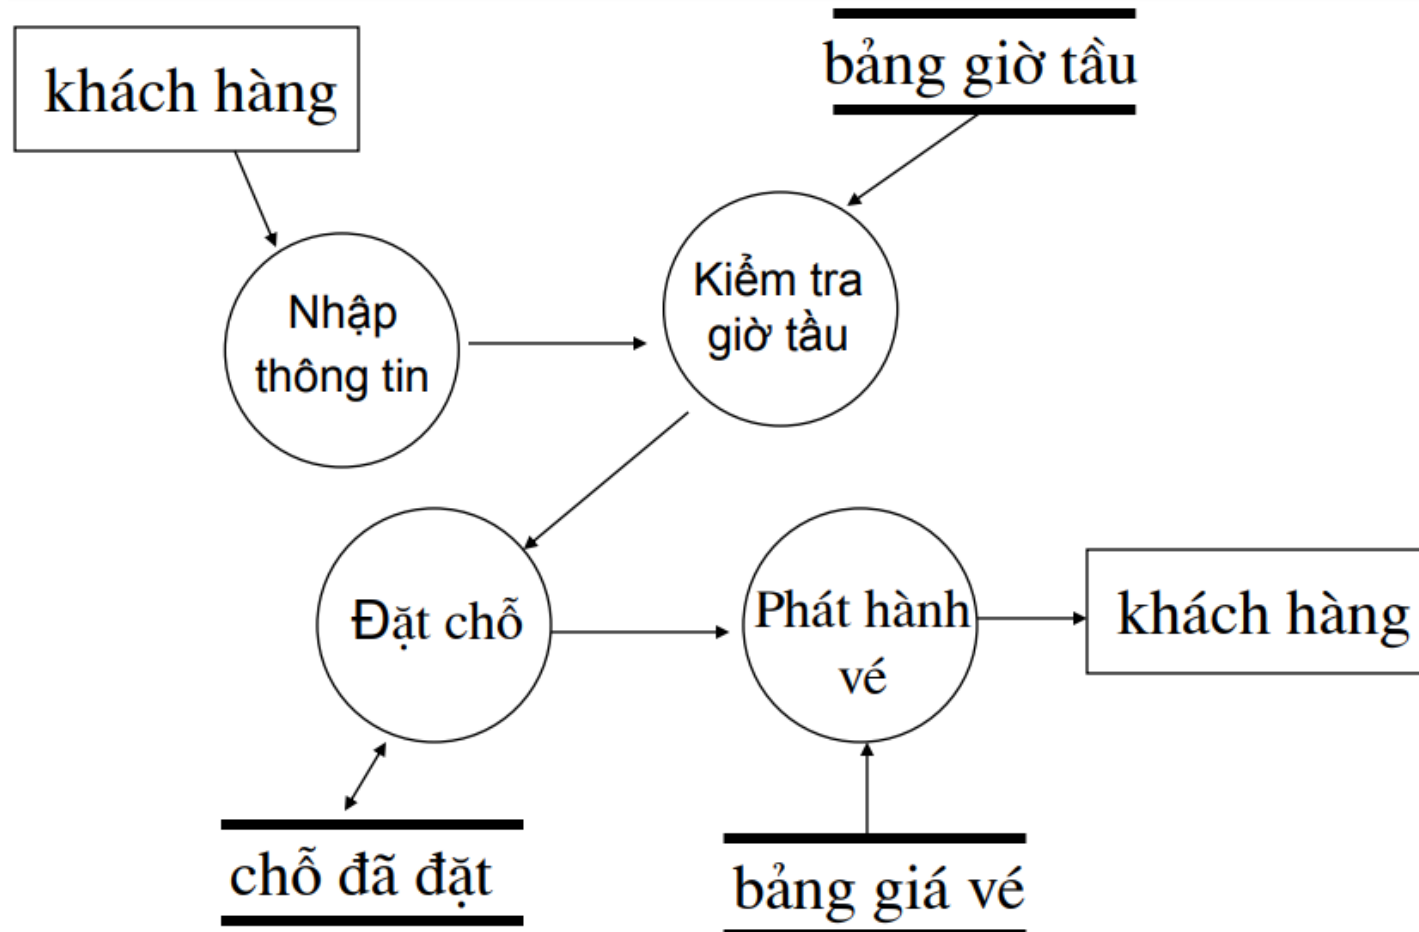 khách hàng
bảng giờ tầu
Nhập
thông tin
Kiểm tra
giờ tầu
Đặt chỗ
Phát hành
vé
khách hàng
chỗ đã đặt
bảng giá vé